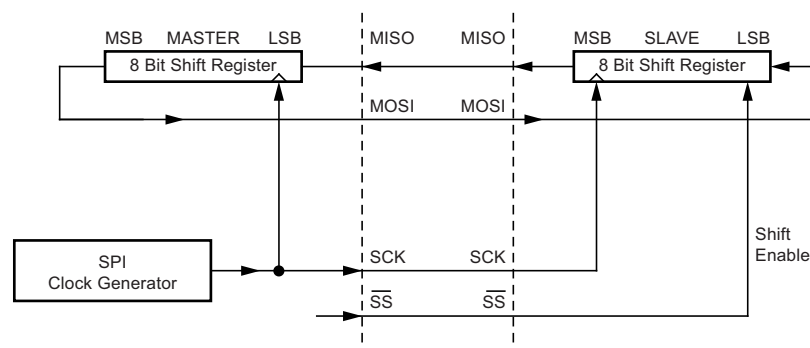 MSB MASTER LSB
MISO MISO
MSB SLAVE LSB
8 Bit Shift Register
8 Bit Shift Register
MOSI MOSI
SPI
Clock Generator
SCK SCK
Shift
Enable
SS SS